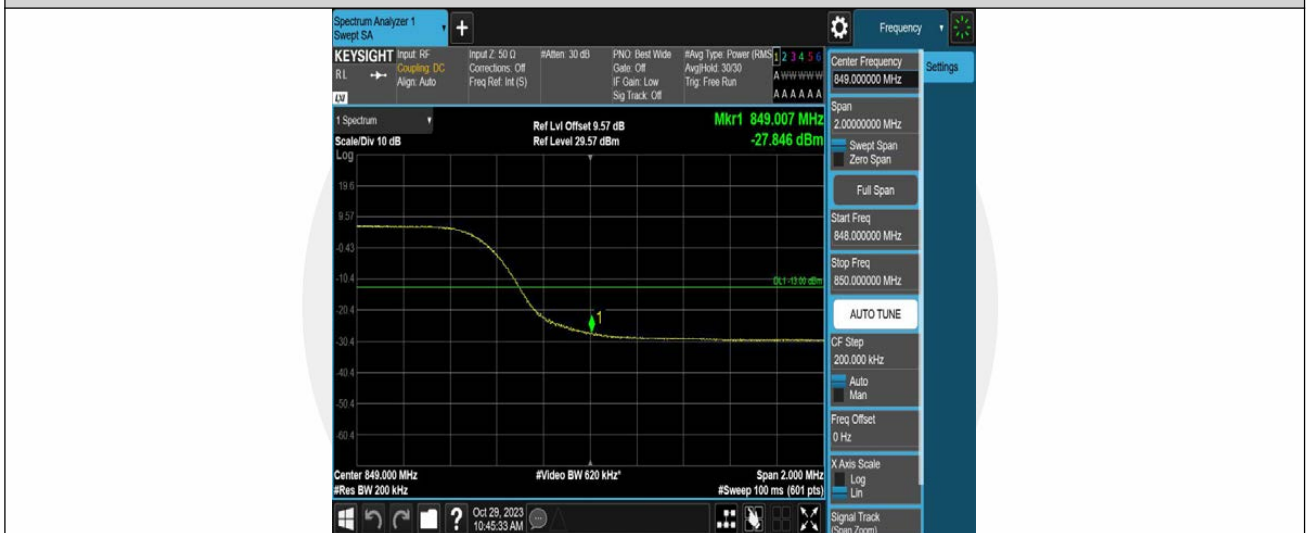 Spectrum Analyzer 1
Swept SA
+
Frequency
KEYSIGHT
RL
LXI
Input: RF
Coupling: DC
Align: Auto
Input Z: 50 Ω
Corrections: Off
Freq Ref: Int (S)
#Atten: 30 dB
PNO: Best Wide
Gate: Off
IF Gain: Low
Sig Track: Off
#Avg Type: Power (RMS
Avg|Hold: 30/30
Trig: Free Run
1 2 3 4 5 6
A W W W W W
A A A A A A
1 Spectrum
Scale/Div 10 dB
Log
Ref Lvl Offset 9.57 dB
Ref Level 29.57 dBm
Mkr1 849.007 MHz
-27.846 dBm
19.6
9.57
-0.43
-10.4
-20.4
-30.4
-40.4
-50.4
-60.4
DL1 -13.00 dBm
1
Center 849.000 MHz
#Res BW 200 kHz
#Video BW 620 kHz*
Span 2.000 MHz
#Sweep 100 ms (601 pts)
?
Oct 29, 2023
10:45:33 AM
Center Frequency
849.000000 MHz
Settings
Span
2.00000000 MHz
Swept Span
Zero Span
Full Span
Start Freq
848.000000 MHz
Stop Freq
850.000000 MHz
AUTO TUNE
CF Step
200.000 kHz
Auto
Man
Freq Offset
0 Hz
X Axis Scale
Log
Lin
Signal Track
(Span Zoom)